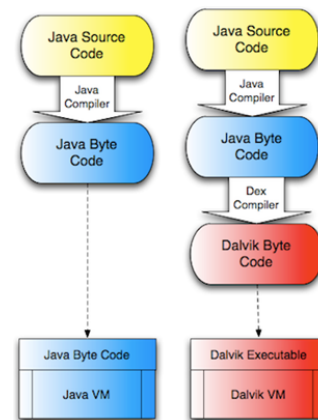 Java Source
Code
Java
Compiler
Java Byte
Code
Java Byte Code
Java VM
Java Source
Code
Java
Compiler
Java Byte
Code
Dex
Compiler
Dalvik Byte
Code
Dalvik Executable
Dalvik VM